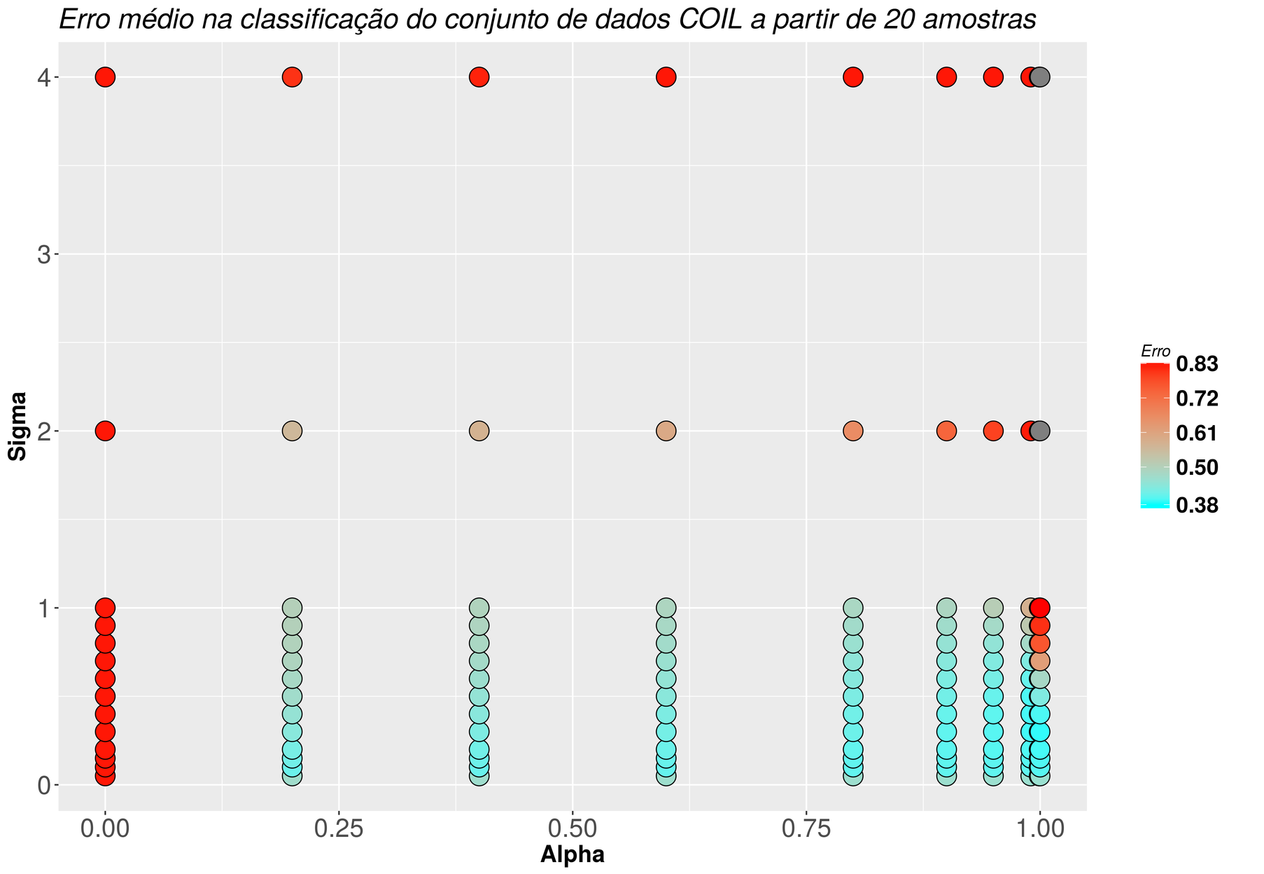 Erro médio na classificação do conjunto de dados COIL a partir de 20 amostras
4
3
2
1
0
Sigma
0.00 0.25 0.50 0.75 1.00
Alpha
Erro
0.83
0.72
0.61
0.50
0.38